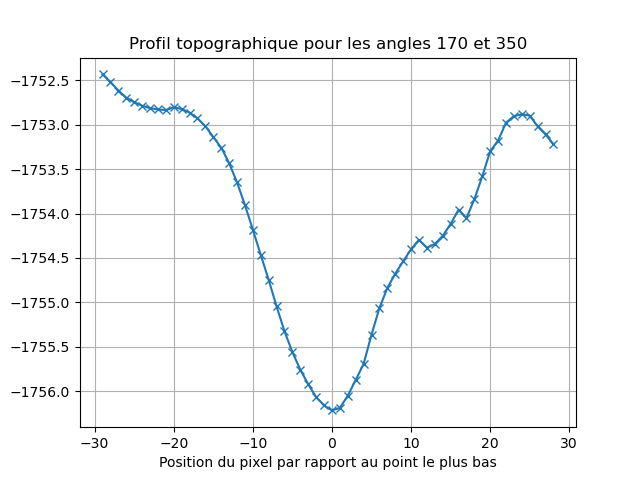 Profil topographique pour les angles 170 et 350
−1752.5
−1753.0
−1753.5
−1754.0
−1754.5
−1755.0
−1755.5
−1756.0
−30 −20 −10 0 10 20 30
Position du pixel par rapport au point le plus bas